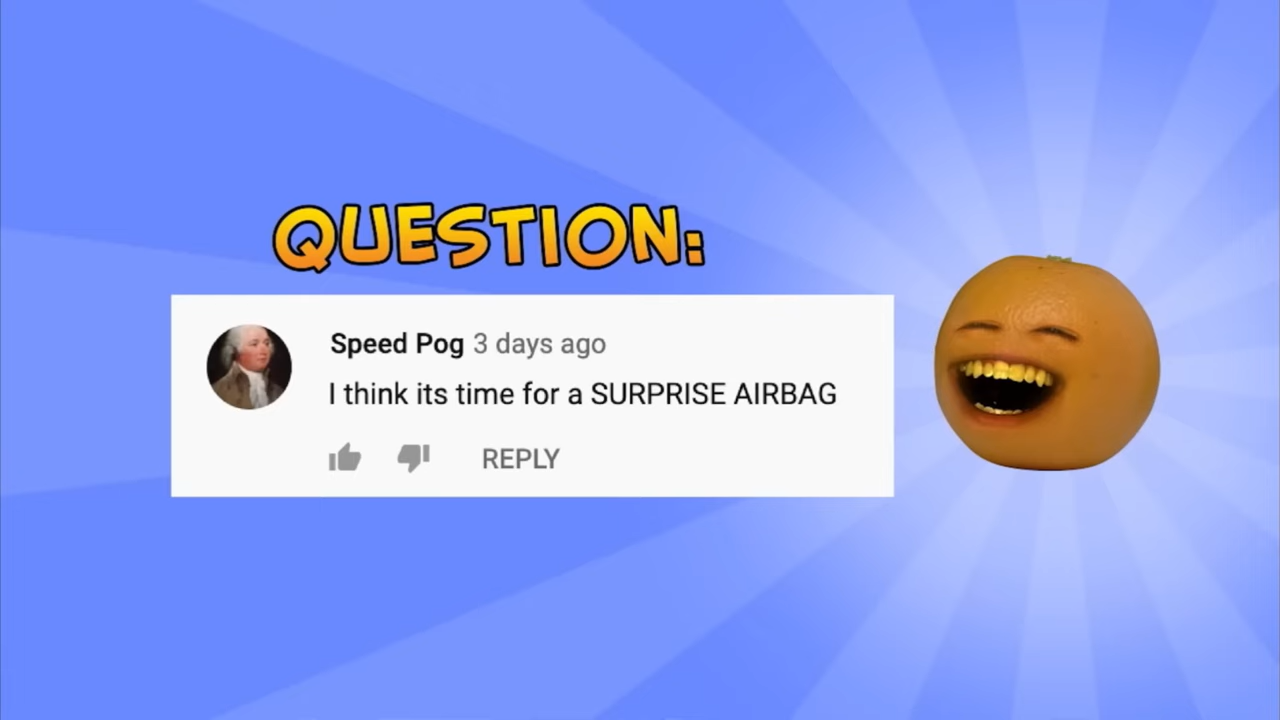 QUESTION:
Speed Pog 3 days ago
I think its time for a SURPRISE AIRBAG
REPLY